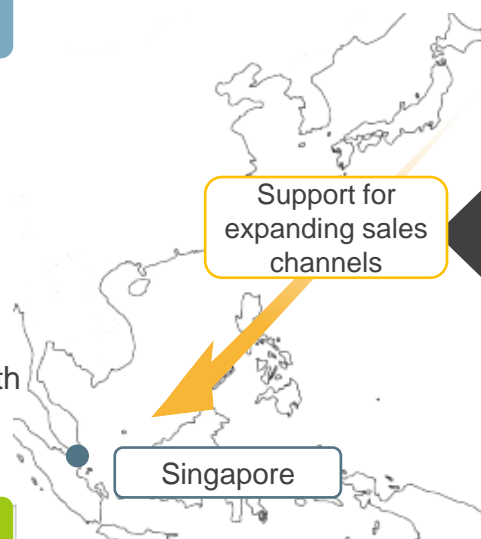 Support for
expanding sales
channels
th
Singapore